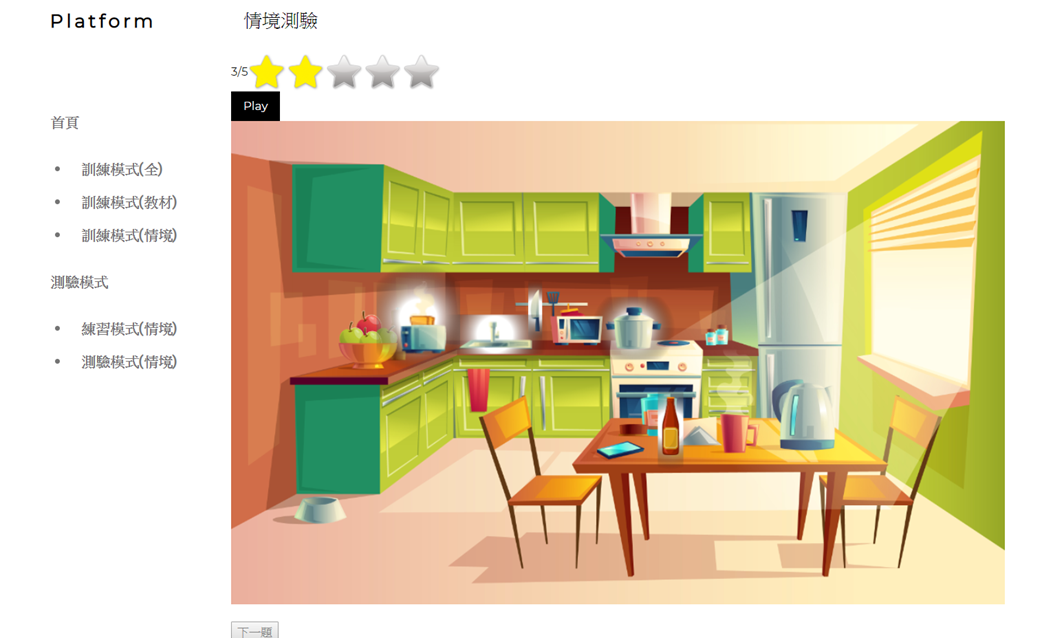 Platform
情境測驗
3/5
Play
首頁
訓練模式(全)
訓練模式(教材)
訓練模式(情境)
測驗模式
練習模式(情境)
測驗模式(情境)
下一題